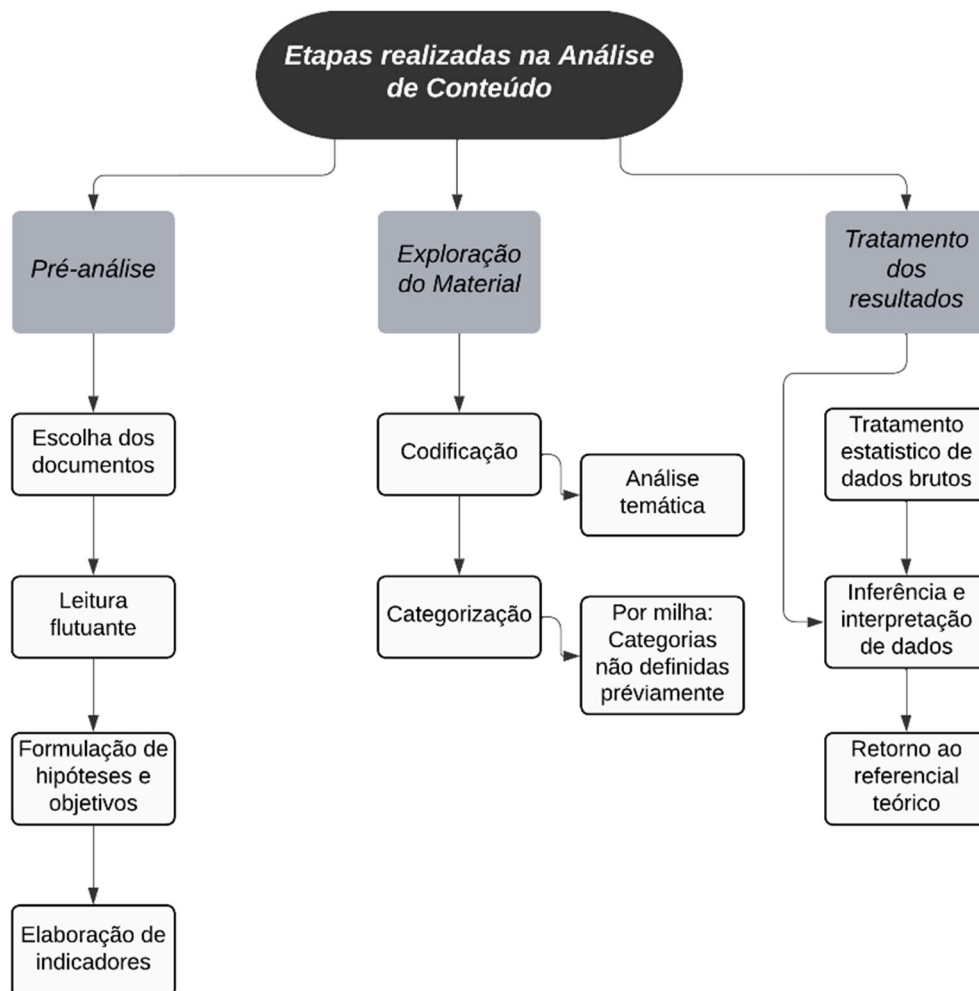 Etapas realizadas na Análise
de Conteúdo
Pré-análise
Exploração
do Material
Tratamento
dos
resultados
Escolha dos
documentos
Leitura
flutuante
Formulação de
hipóteses e
objetivos
Elaboração de
indicadores
Codificação
Análise
temática
Categorização
Por milha:
Categorias
não definidas
préviamente
Tratamento
estatistico de
dados brutos
Inferência e
interpretação
de dados
Retorno ao
referencial
teórico